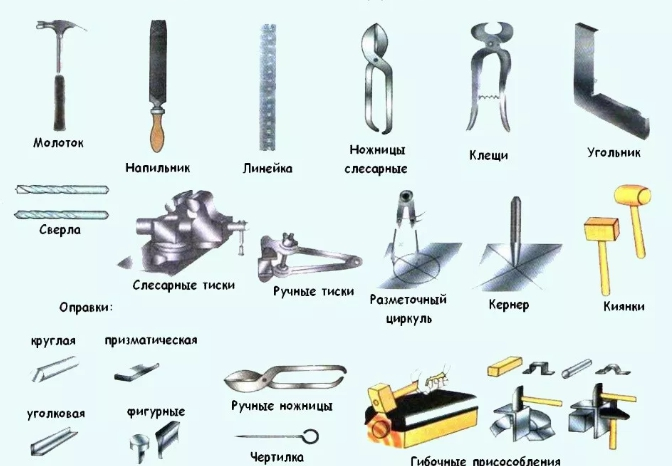 Молоток
Напильник
Линейка
Ножницы
слесарные
Клещи
Угольник
Сверла
Слесарные тиски
Ручные тиски
Разметочный
циркуль
Кернер
Киянки
Оправки:
круглая призматическая
уголковая фигурные
Ручные ножницы
Чертилка
Гибочные присособления